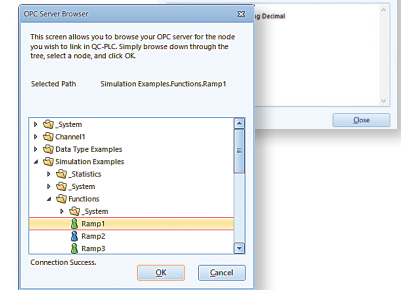 OPC Server Browser
This screen allows you to browse your OPC server for the node
you wish to link in QC-PLC. Simply browse down through the
tree, select a node, and click OK.
Selected Path Simulation Examples.Functions.Ramp1
_System
Channel1
Data Type Examples
Simulation Examples
_Statistics
_System
Functions
_System
Ramp1
Ramp2
Ramp3
Connection Success.
OK Cancel
Decimal
Close